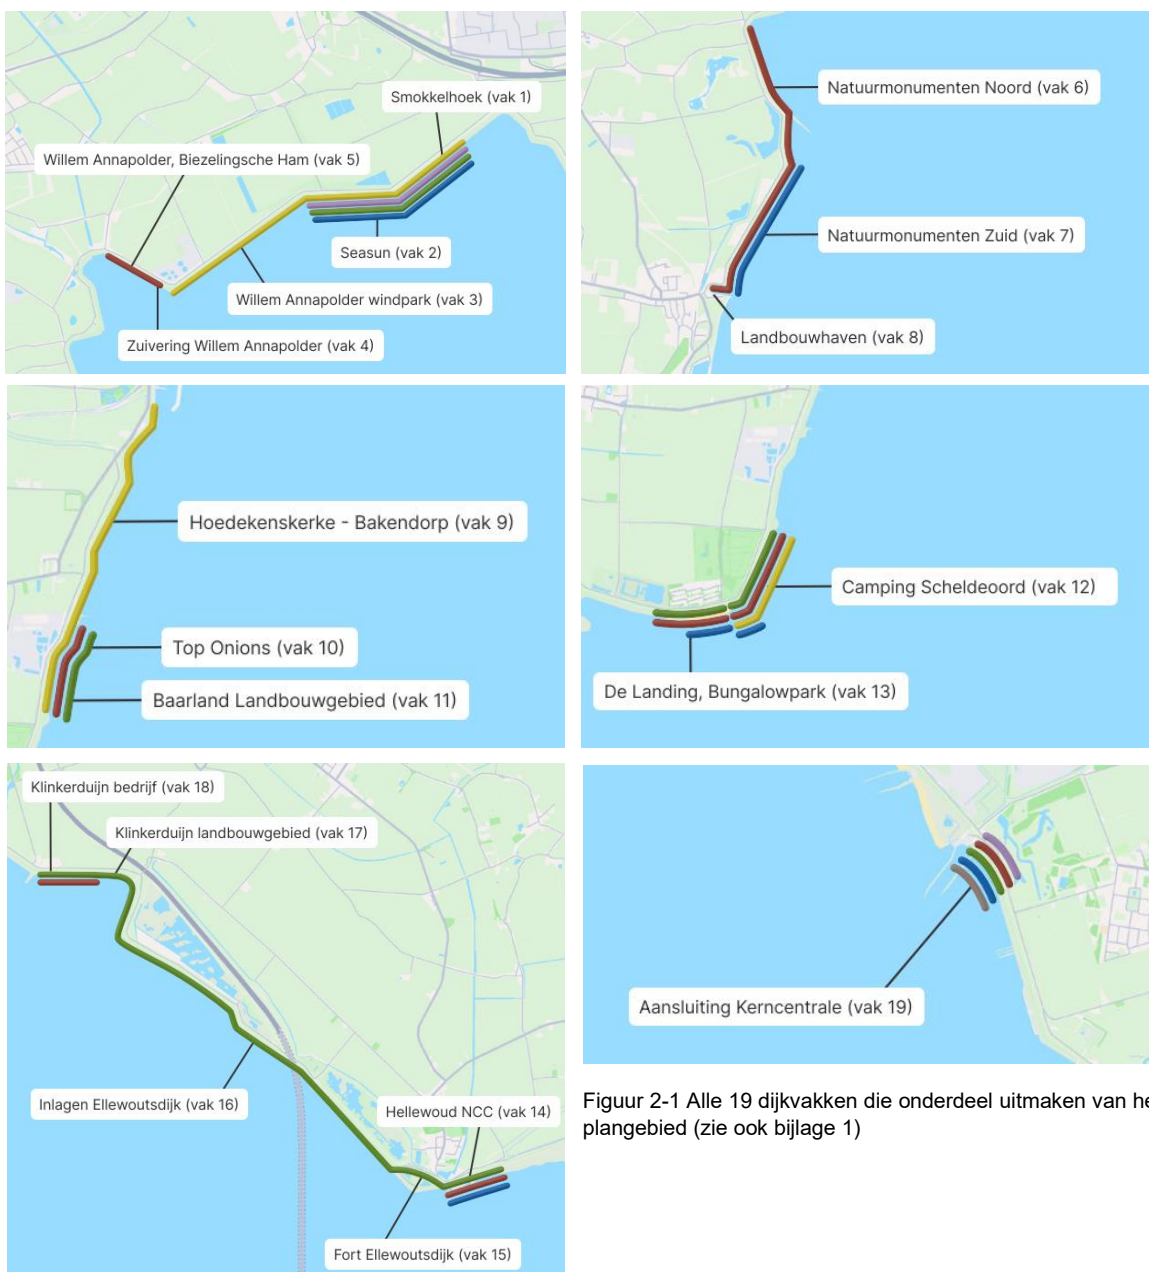 Smokkelhoek (vak 1)
Willem Annapolder, Biezelingsche Ham (vak 5)
Seasun (vak 2)
Willem Annapolder windpark (vak 3)
Zuivering Willem Annapolder (vak 4)
Natuurmonumenten Noord (vak 6)
Natuurmonumenten Zuid (vak 7)
Landbouwhaven (vak 8)
Hoedekenskerke - Bakendorp (vak 9)
Top Onions (vak 10)
Baarland Landbouwgebied (vak 11)
Camping Scheldeoord (vak 12)
De Landing, Bungalowpark (vak 13)
Klinkerduijn bedrijf (vak 18)
Klinkerduijn landbouwgebied (vak 17)
Inlagen Ellewoutsdijk (vak 16)
Hellewoud NCC (vak 14)
Fort Ellewoutsdijk (vak 15)
Aansluiting Kerncentrale (vak 19)
Figuur 2-1 Alle 19 dijkvakken die onderdeel uitmaken van he
plangebied (zie ook bijlage 1)